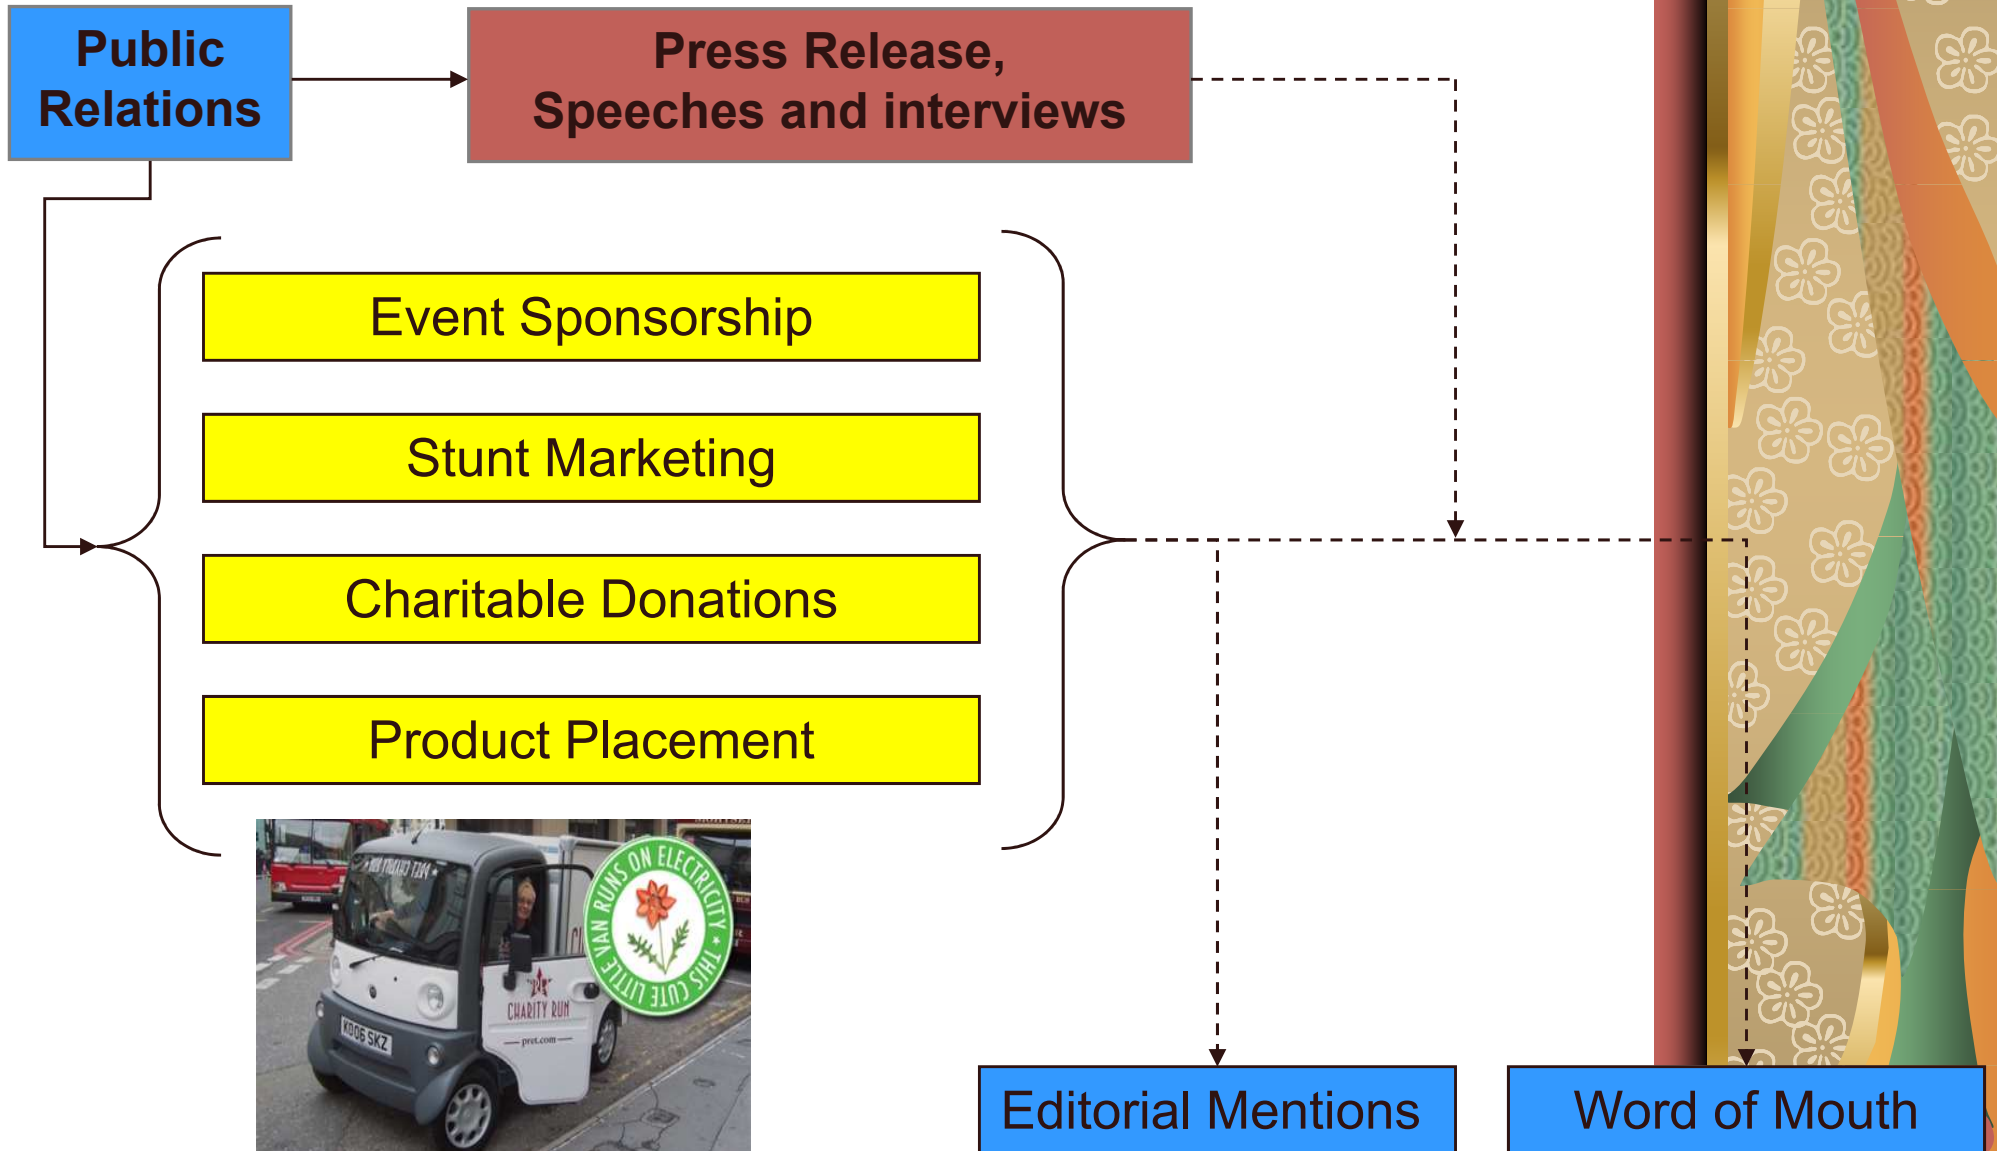 Public
Relations
Press Release,
Speeches and interviews
Event Sponsorship
Stunt Marketing
Charitable Donations
Product Placement
THIS CUTE LITTLE VAN RUNS ON ELECTRICITY
CHARITY RUN
pret.com
KD06 SKZ
Editorial Mentions
Word of Mouth